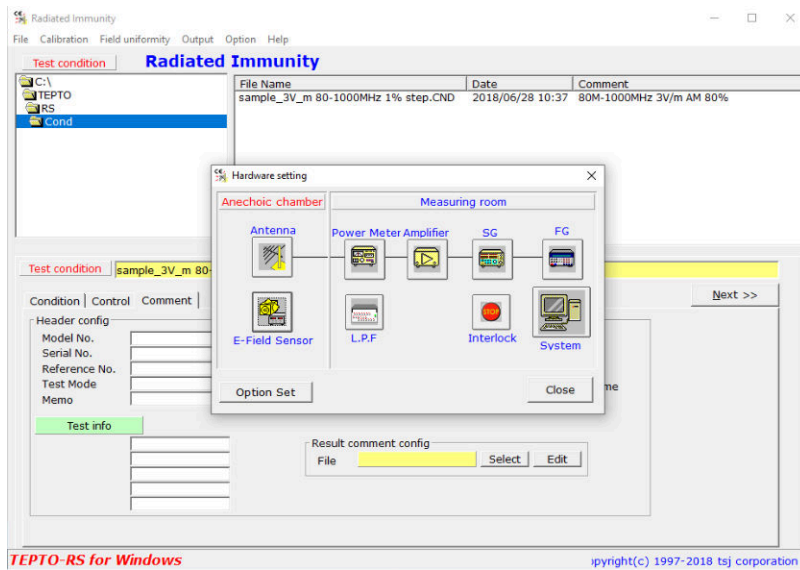 Radiated Immunity
File Calibration Field uniformity Output Option Help
Test condition Radiated Immunity
C:\
TEPTO
RS
Cond
File Name Date Comment
sample_3V_m 80-1000MHz 1% step.CND 2018/06/28 10:37 80M-1000MHz 3V/m AM 80%
Hardware setting
Anechoic chamber Measuring room
Antenna Power Meter Amplifier SG FG
STOP
E-Field Sensor L.P.F Interlock System
Option Set Close
Test condition sample_3V_m 80-
Condition Control Comment Next >>
Header config
Model No.
Serial No.
Reference No.
Test Mode
Memo
Test info
Result comment config
File Select Edit
TEPTO-RS for Windows pyright(c) 1997-2018 tsj corporation